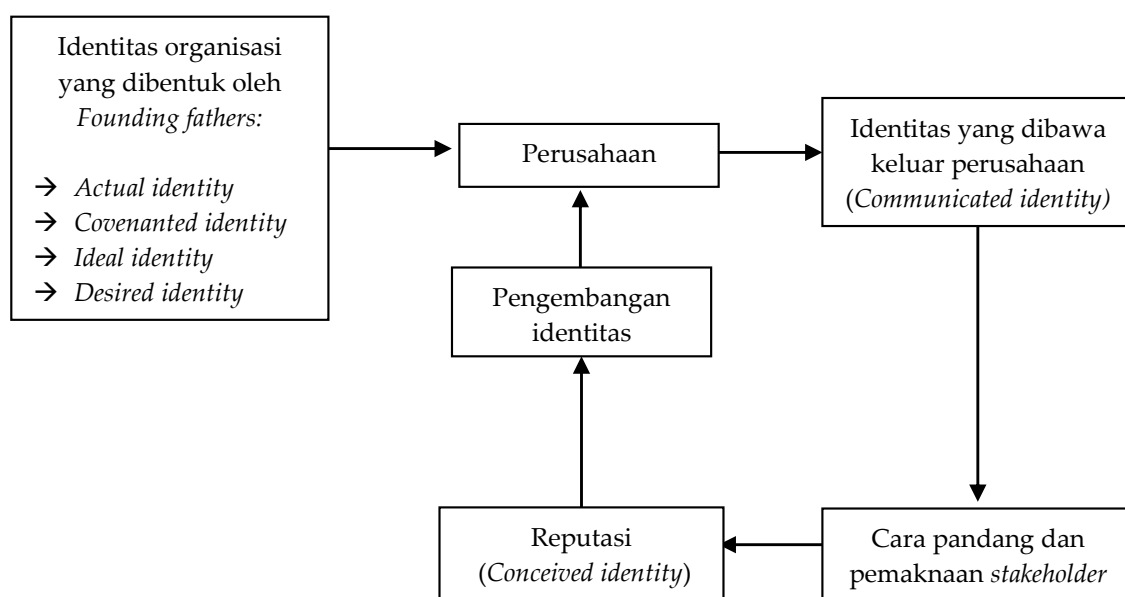 Identitas organisasi
yang dibentuk oleh
Founding fathers:
→ Actual identity
→ Covenanted identity
→ Ideal identity
→ Desired identity
Perusahaan
Identitas yang dibawa
keluar perusahaan
(Communicated identity)
Pengembangan
identitas
Reputasi
(Conceived identity)
Cara pandang dan
pemaknaan stakeholder